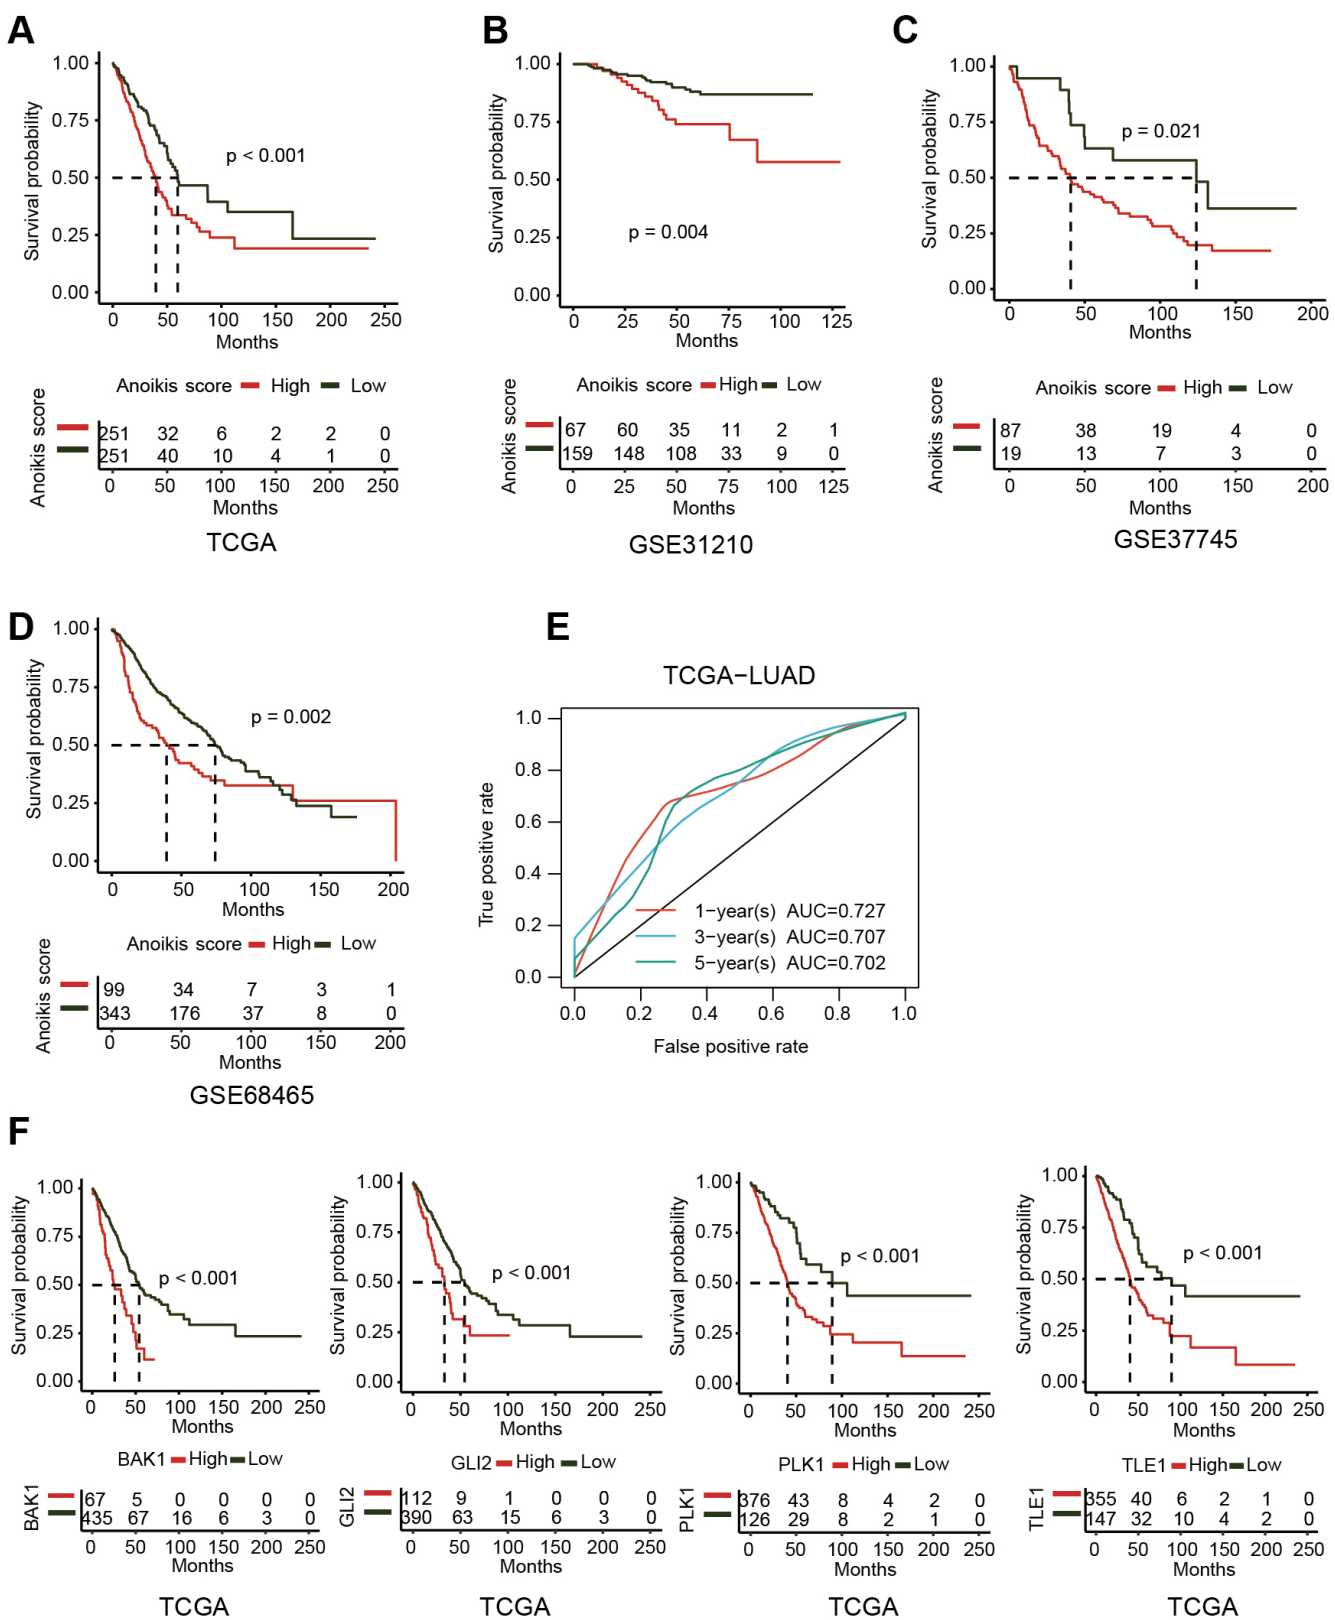 A
Survival probability
1.00
0.75
0.50
0.25
0.00
p < 0.001
0 50 100 150 200 250
Months
Anoikis score High Low
Anoikis score
251 32 6 2 2 0
251 40 10 4 1 0
0 50 100 150 200 250
Months
TCGA
B
Survival probability
1.00
0.75
0.50
0.25
0.00
p = 0.004
0 25 50 75 100 125
Months
Anoikis score High Low
Anoikis score
67 60 35 11 2 1
159 148 108 33 9 0
0 25 50 75 100 125
Months
GSE31210
C
Survival probability
1.00
0.75
0.50
0.25
0.00
p = 0.021
0 50 100 150 200
Months
Anoikis score High Low
Anoikis score
87 38 19 4 0
19 13 7 3 0
0 50 100 150 200
Months
GSE37745
D
Survival probability
1.00
0.75
0.50
0.25
0.00
p = 0.002
0 50 100 150 200
Months
Anoikis score High Low
Anoikis score
99 34 7 3 1
343 176 37 8 0
0 50 100 150 200
Months
GSE68465
E
TCGA−LUAD
True positive rate
1.0
0.8
0.6
0.4
0.2
0.0
1−year(s) AUC=0.727
3−year(s) AUC=0.707
5−year(s) AUC=0.702
0.0 0.2 0.4 0.6 0.8 1.0
False positive rate
F
Survival probability
1.00
0.75
0.50
0.25
0.00
p < 0.001
0 50 100 150 200 250
Months
BAK1 High Low
BAK1
67 5 0 0 0 0
435 67 16 6 3 0
0 50 100 150 200 250
Months
TCGA
Survival probability
1.00
0.75
0.50
0.25
0.00
p < 0.001
0 50 100 150 200 250
Months
GLI2 High Low
GLI2
112 9 1 0 0 0
390 63 15 6 3 0
0 50 100 150 200 250
Months
TCGA
Survival probability
1.00
0.75
0.50
0.25
0.00
p < 0.001
0 50 100 150 200 250
Months
PLK1 High Low
PLK1
376 43 8 4 2 0
126 29 8 2 1 0
0 50 100 150 200 250
Months
TCGA
Survival probability
1.00
0.75
0.50
0.25
0.00
p < 0.001
0 50 100 150 200 250
Months
TLE1 High Low
TLE1
355 40 6 2 1 0
147 32 10 4 2 0
0 50 100 150 200 250
Months
TCGA